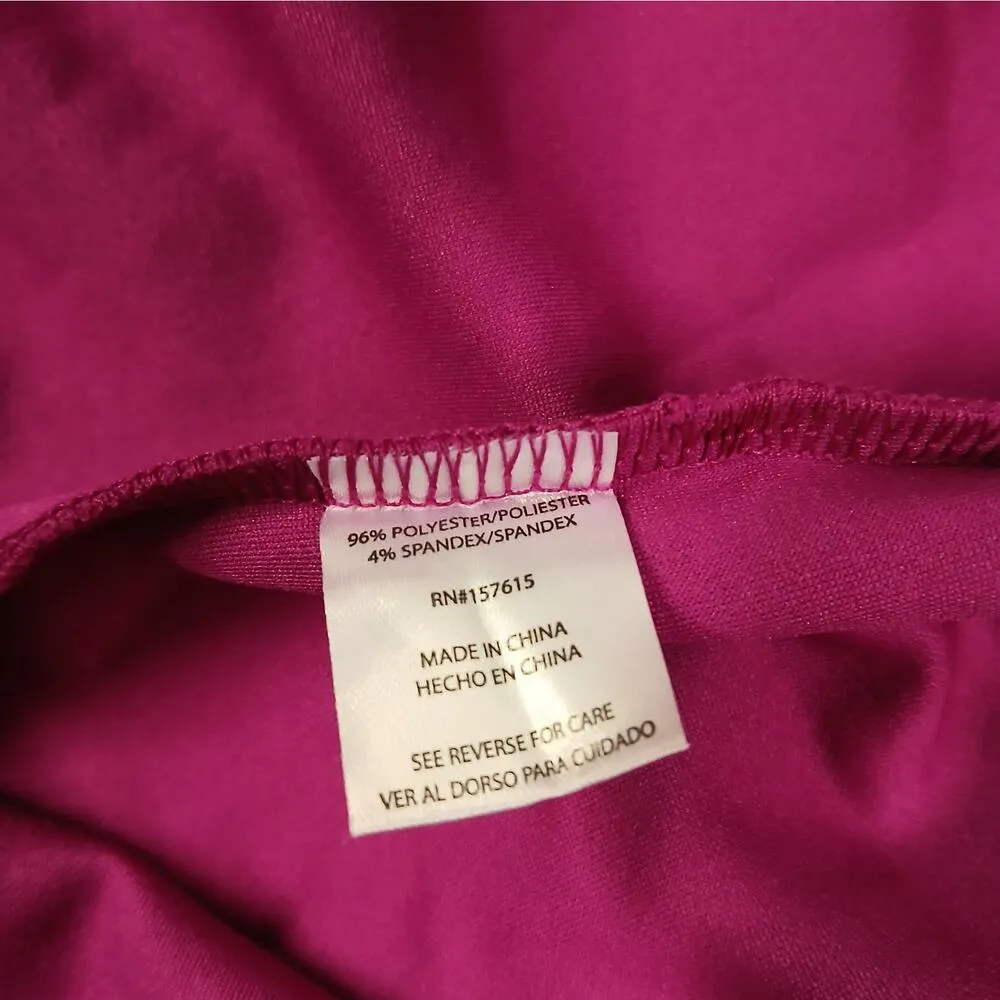 96% POLYESTER/POLIESTER
4% SPANDEX/SPANDEX
RN#157615
MADE IN CHINA
HECHO EN CHINA
SEE REVERSE FOR CARE
VER AL DORSO PARA CUIDADO